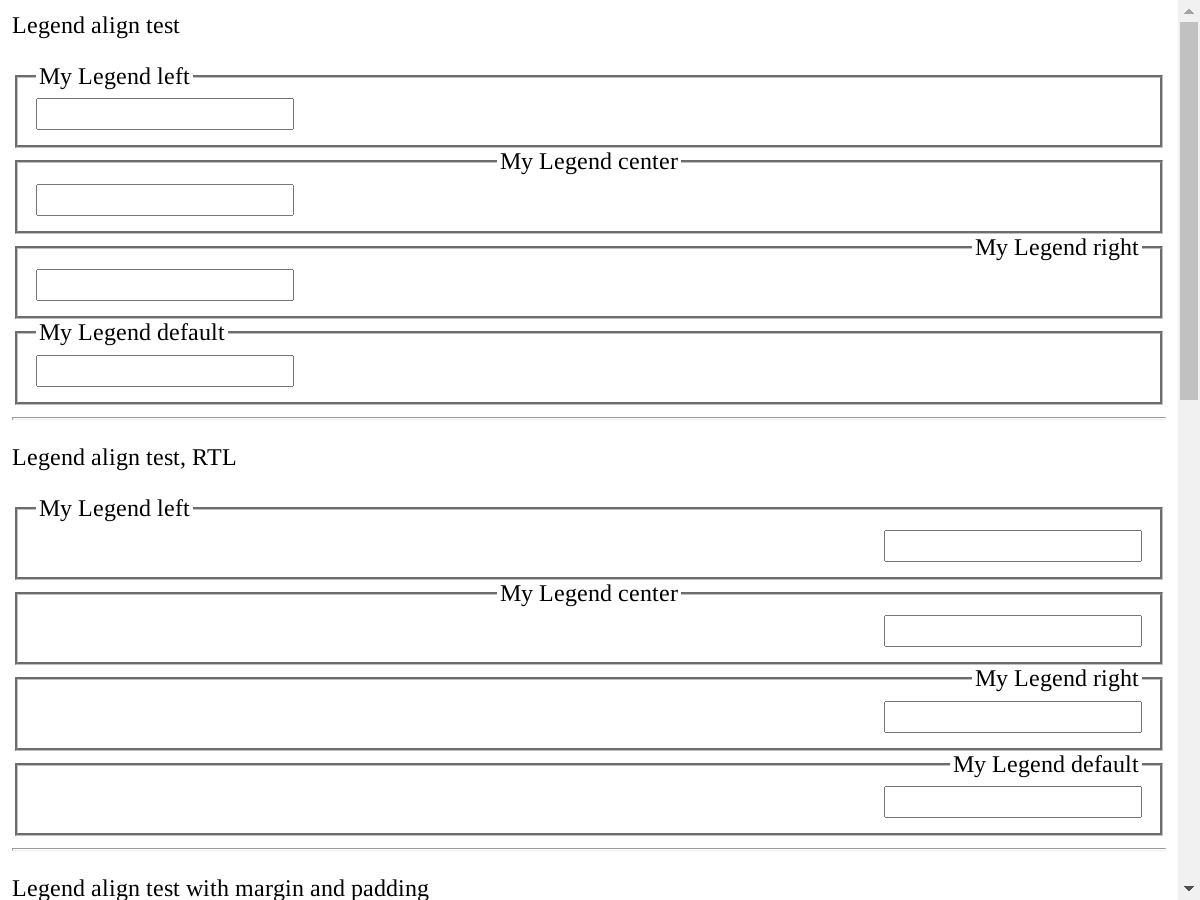 Legend align test
My Legend left
My Legend center
My Legend right
My Legend default
Legend align test, RTL
My Legend left
My Legend center
My Legend right
My Legend default
Legend align test with margin and padding